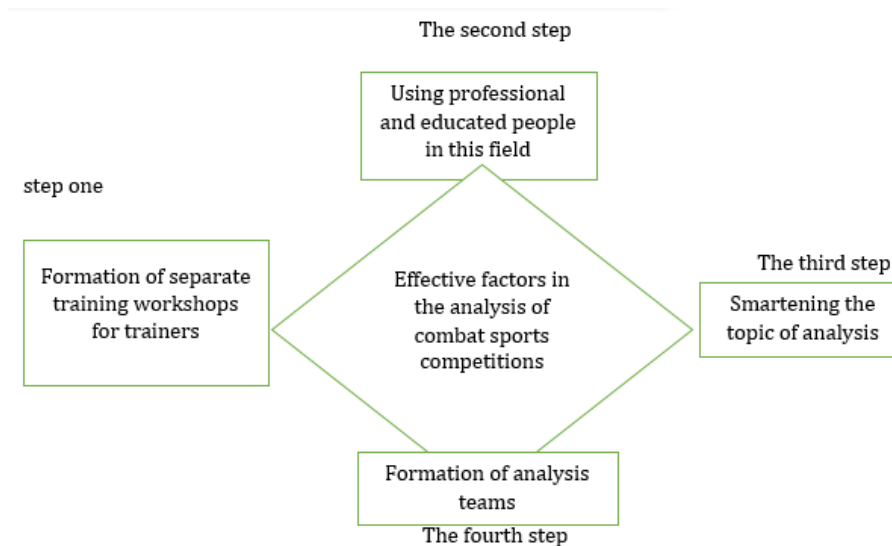 The second step
Using professional
and educated people
in this field
step one
Formation of separate
training workshops
for trainers
Effective factors in
the analysis of
combat sports
competitions
The third step
Smartening the
topic of analysis
Formation of analysis
teams
The fourth step